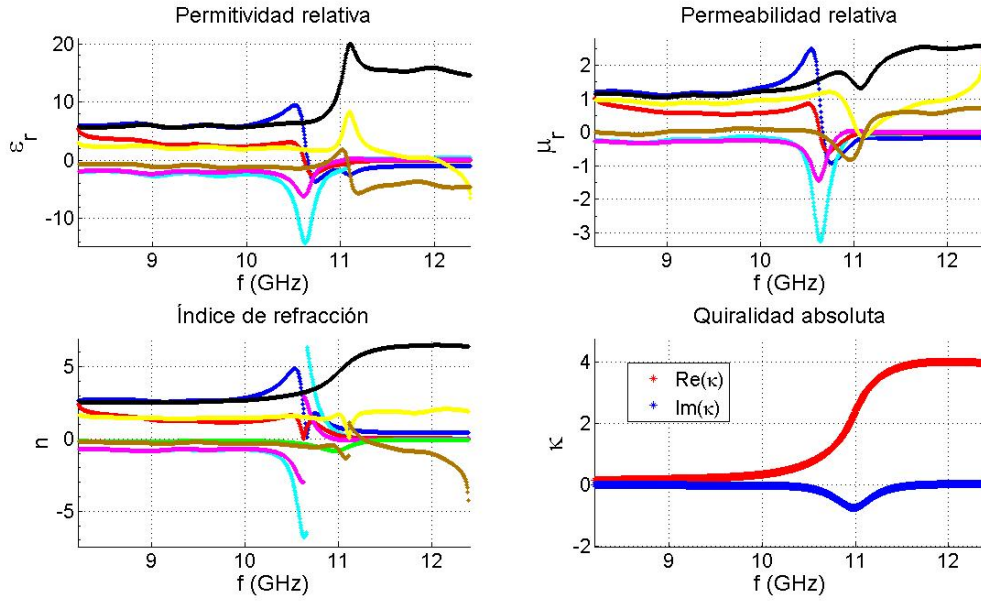 Permitividad relativa
20
10
0
-10
εr
9
10
11
12
f (GHz)
Permeabilidad relativa
2
1
0
-1
-2
-3
μr
9
10
11
12
f (GHz)
Índice de refracción
5
0
-5
n
9
10
11
12
f (GHz)
Quiralidad absoluta
4
2
0
-2
κ
Re(κ)
Im(κ)
9
10
11
12
f (GHz)